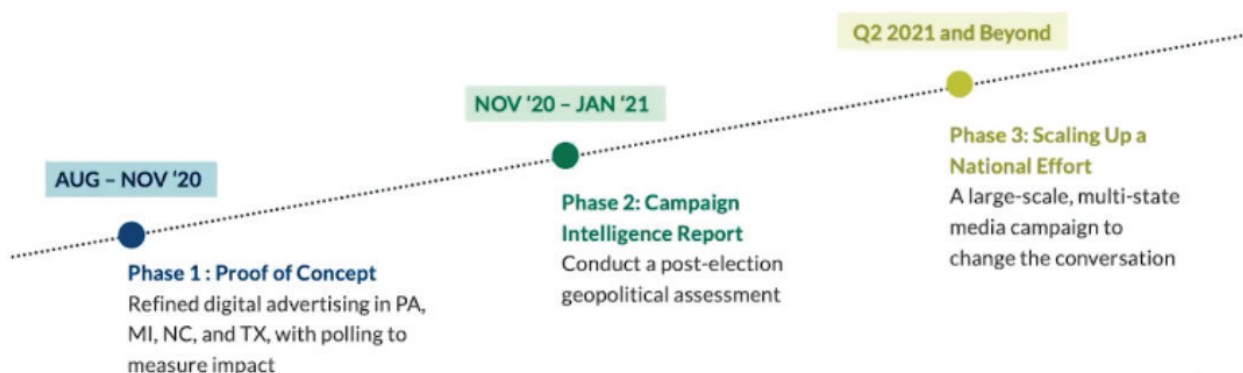 AUG – NOV ‘20
Phase 1 : Proof of Concept
Refined digital advertising in PA,
MI, NC, and TX, with polling to
measure impact
NOV ‘20 – JAN ‘21
Phase 2: Campaign
Intelligence Report
Conduct a post-election
geopolitical assessment
Q2 2021 and Beyond
Phase 3: Scaling Up a
National Effort
A large-scale, multi-state
media campaign to
change the conversation